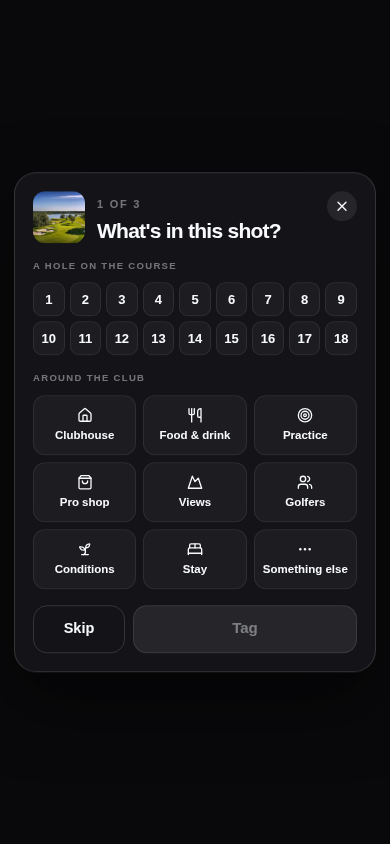 1 OF 3
What's in this shot?
A HOLE ON THE COURSE
1 2 3 4 5 6 7 8 9
10 11 12 13 14 15 16 17 18
AROUND THE CLUB
Clubhouse Food & drink Practice
Pro shop Views Golfers
Conditions Stay Something else
Skip Tag